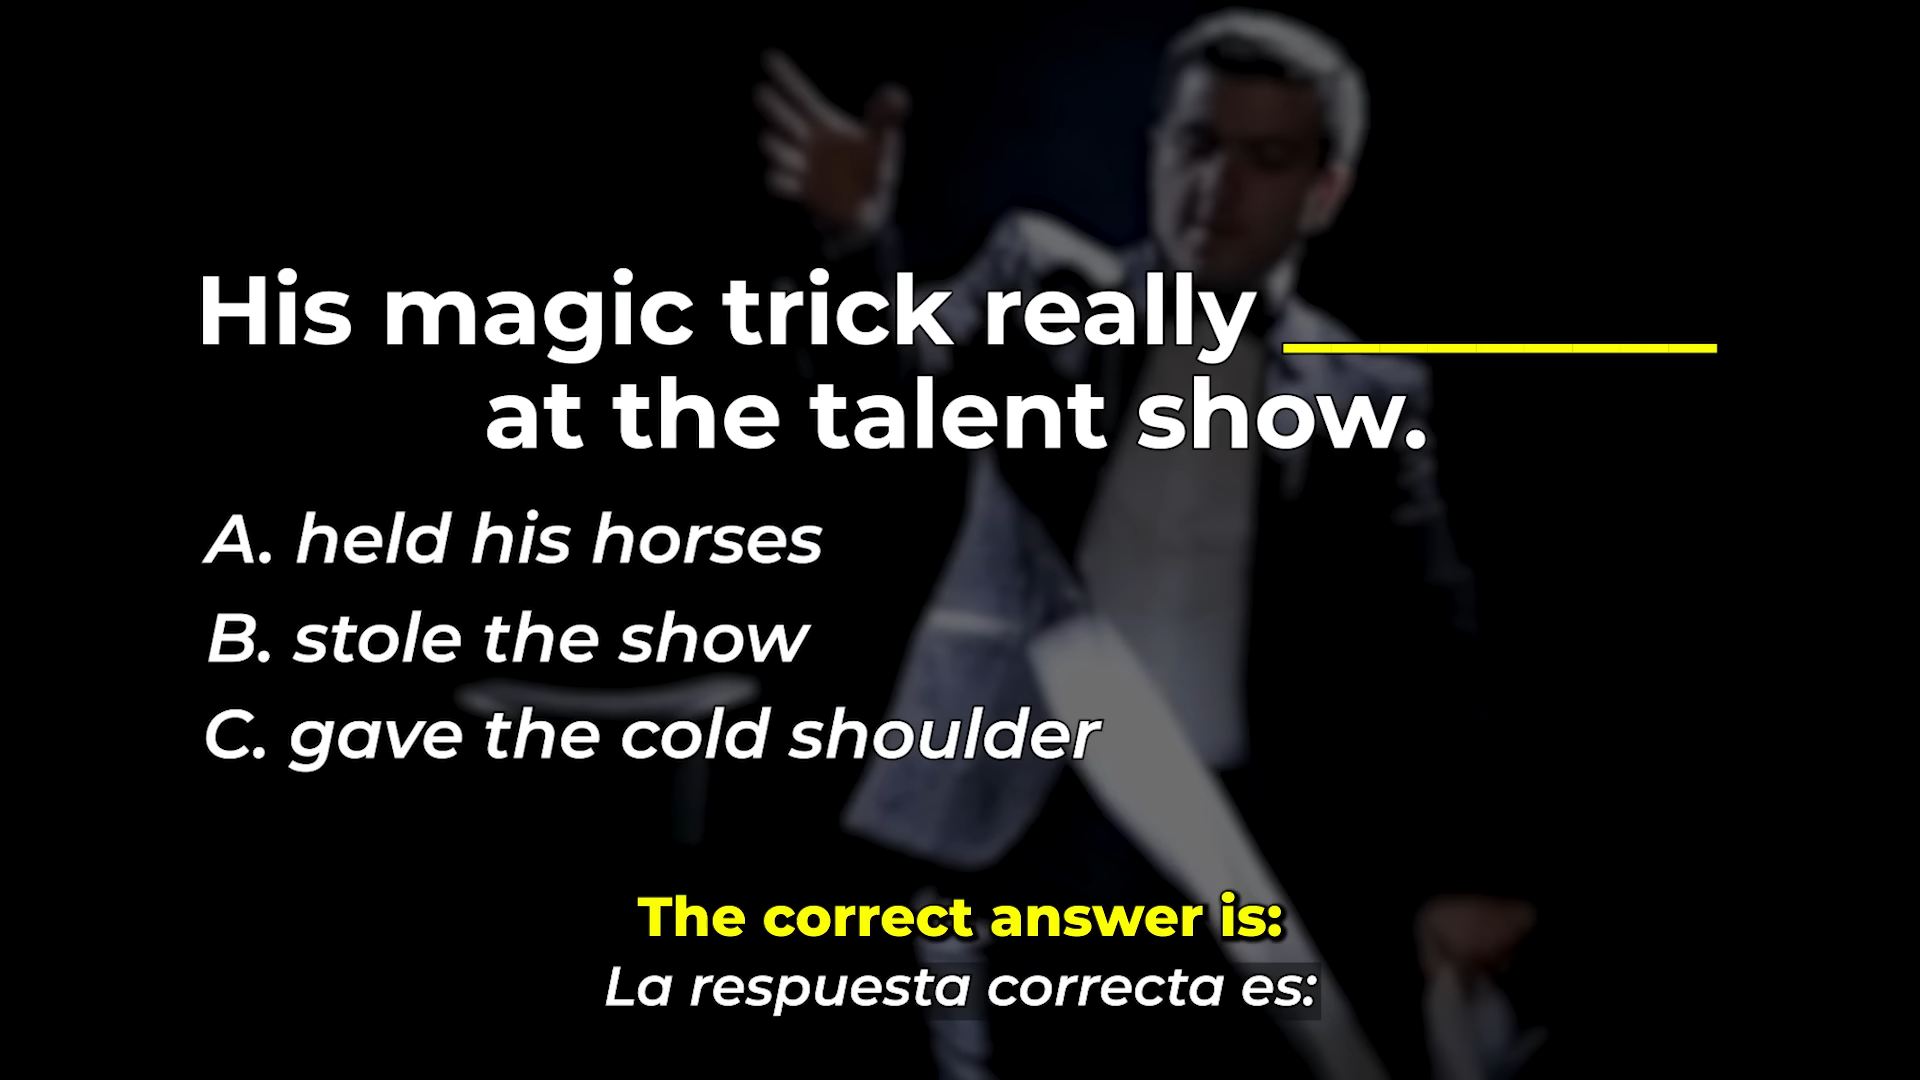 His magic trick really _________
at the talent show.
A. held his horses
B. stole the show
C. gave the cold shoulder
The correct answer is:
La respuesta correcta es: